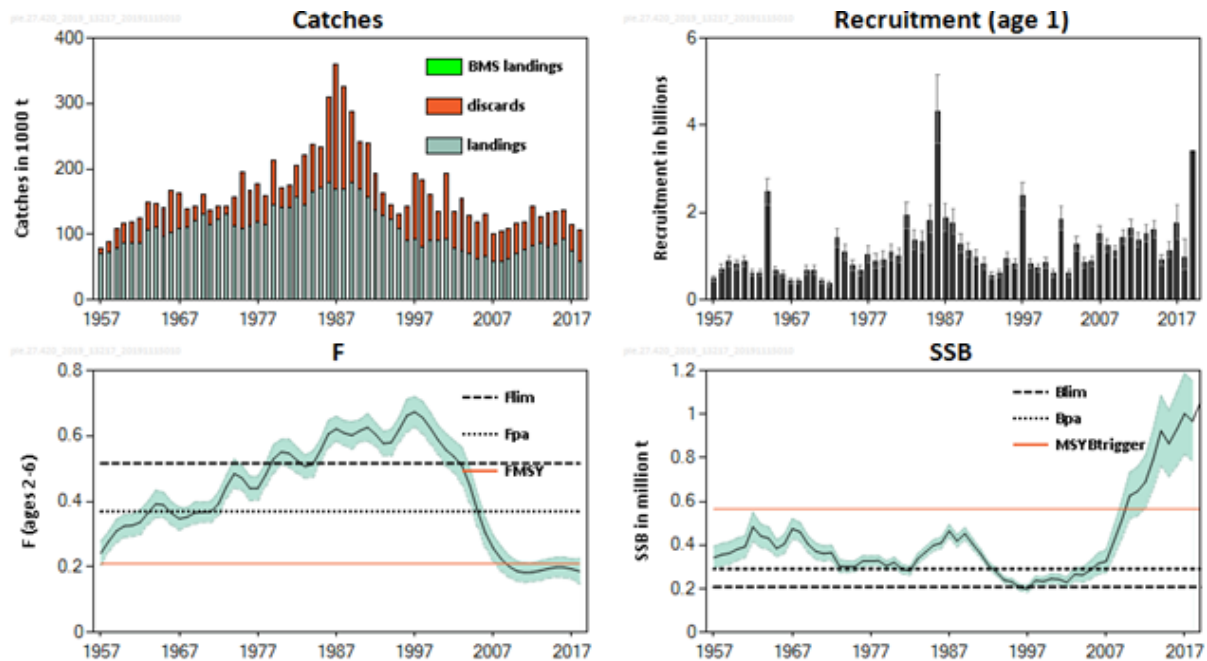 Catches
Catches in 1000 t
400
300
200
100
0
BMS landings
discards
landings
1957 1967 1977 1987 1997 2007 2017
Recruitment (age 1)
Recruitment in billions
6
4
2
0
1957 1967 1977 1987 1997 2007 2017
F
F (ages 2-6)
0.8
0.6
0.4
0.2
0
Flim
Fpa
FMSY
1957 1967 1977 1987 1997 2007 2017
SSB
SSB in million t
1.2
1
0.8
0.6
0.4
0.2
0
Blim
Bpa
MSYBtrigger
1957 1967 1977 1987 1997 2007 2017